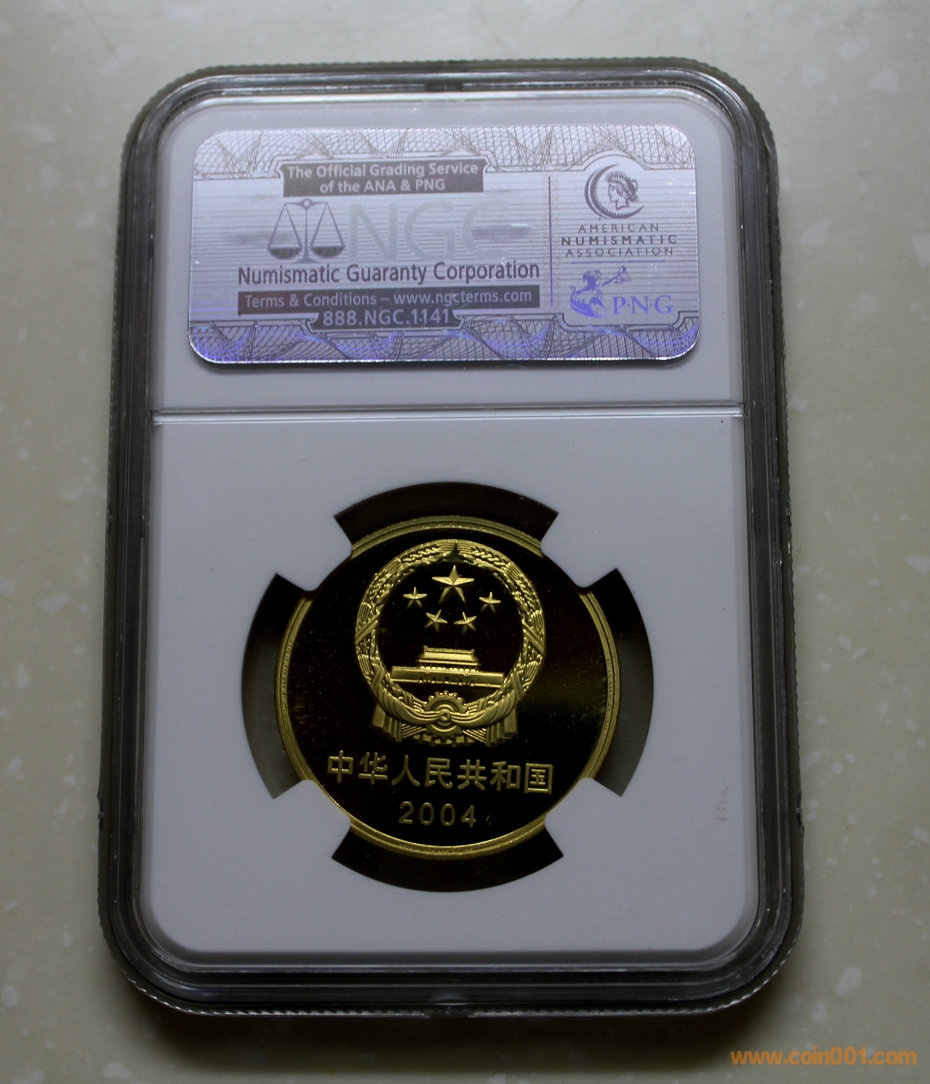 The Official Grading Service
of the ANA & PNG
NGC
Numismatic Guaranty Corporation
Terms & Conditions – www.ngcterms.com
888.NGC.1141
AMERICAN
NUMISMATIC
ASSOCIATION
P·N·G
中华人民共和国
2004
www.coin001.com